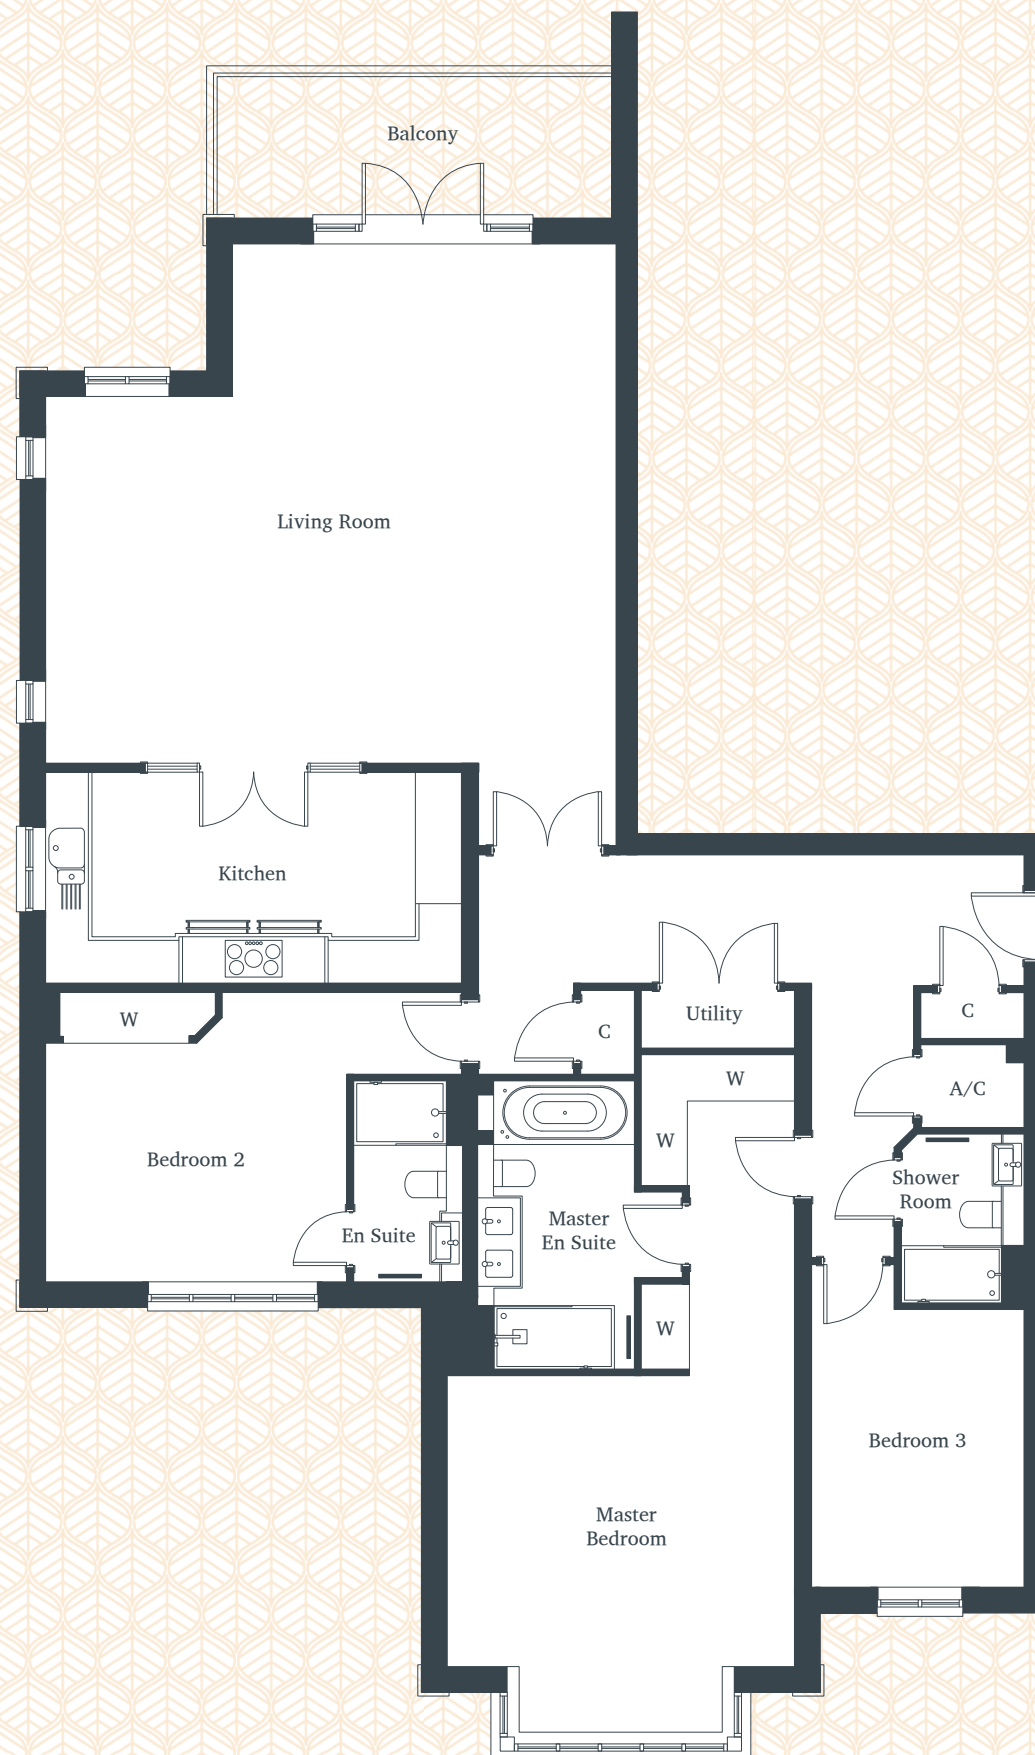 Balcony
Living Room
Kitchen
W
C
Utility
C
W
A/C
W
Bedroom 2
En Suite
Master
En Suite
Shower
Room
W
Bedroom 3
Master
Bedroom